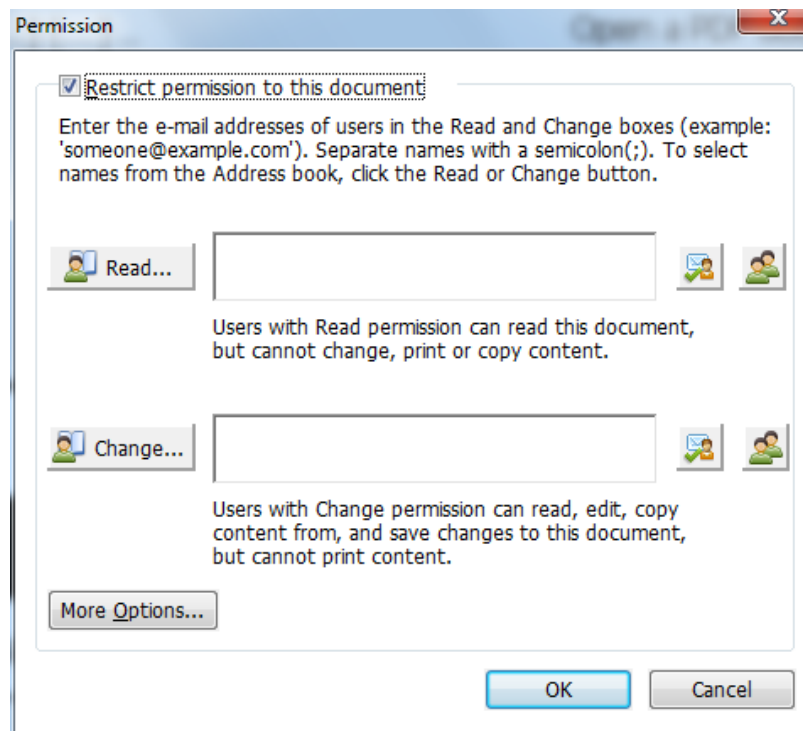 Permission
Open a PDF
Restrict permission to this document
Enter the e-mail addresses of users in the Read and Change boxes (example:
'someone@example.com'). Separate names with a semicolon(;). To select
names from the Address book, click the Read or Change button.
Read...
Users with Read permission can read this document,
but cannot change, print or copy content.
Change...
Users with Change permission can read, edit, copy
content from, and save changes to this document,
but cannot print content.
More Options...
OK
Cancel